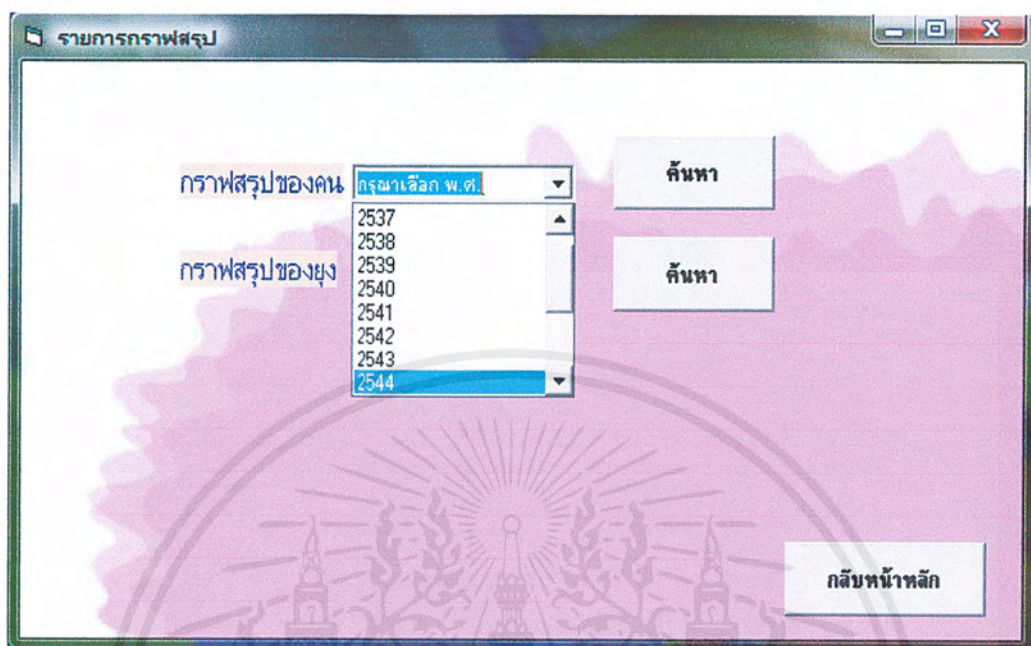 รายการกราฟสรุป
กราฟสรุปของคน กรุณาเลือก พ.ศ. ค้นหา
2537
2538
กราฟสรุปของยุง 2539 ค้นหา
2540
2541
2542
2543
2544
กลับหน้าหลัก